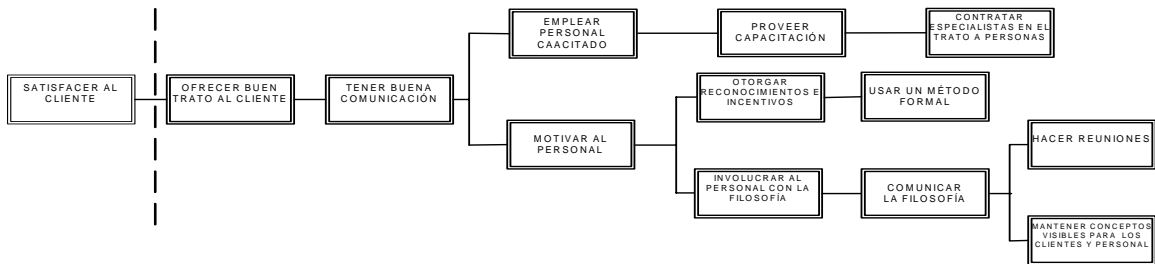 SATISFACER AL
CLIENTE
OFRECER BUEN
TRATO AL CLIENTE
TENER BUENA
COMUNICACIÓN
EMPLEAR
PERSONAL
CAACITADO
PROVEER
CAPACITACIÓN
CONTRATAR
ESPECIALISTAS EN EL
TRATO A PERSONAS
MOTIVAR AL
PERSONAL
OTORGAR
RECONOCIMIENTOS E
INCENTIVOS
USAR UN MÉTODO
FORMAL
INVOLUCRAR AL
PERSONAL CON LA
FILOSOFÍA
COMUNICAR
LA FILOSOFÍA
HACER REUNIONES
MANTENER CONCEPTOS
VISIBLES PARA LOS
CLIENTES Y PERSONAL